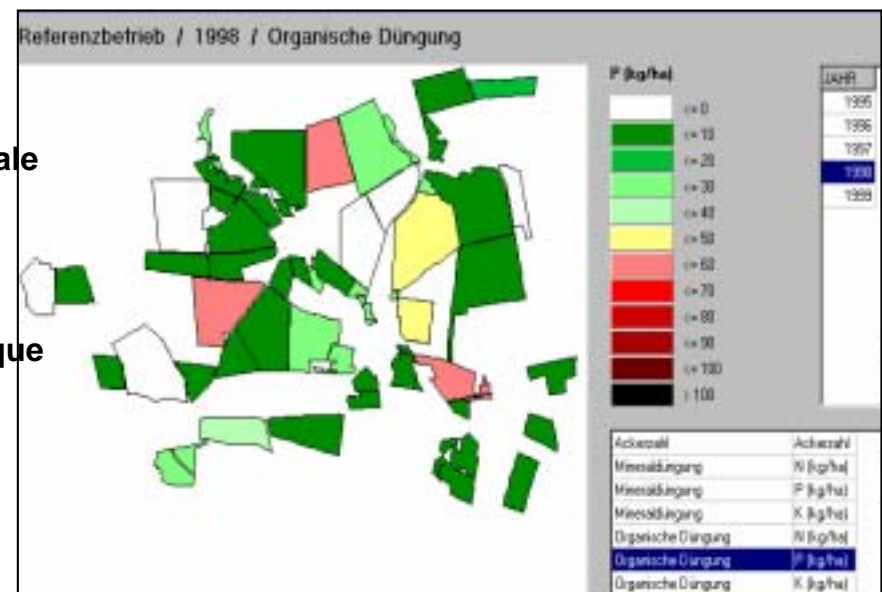 Referenzbetrieb / 1998 / Organische Düngung
ale
que
P (kg/ha)
<= 0
<= 10
<= 20
<= 30
<= 40
<= 50
<= 60
<= 70
<= 80
<= 90
<= 100
> 100
JAHR
1995
1996
1997
1998
1999
Ackerzahl Ackerzahl
Mineraldüngung N (kg/ha)
Mineraldüngung P (kg/ha)
Mineraldüngung K (kg/ha)
Organische Düngung N (kg/ha)
Organische Düngung P (kg/ha)
Organische Düngung K (kg/ha)